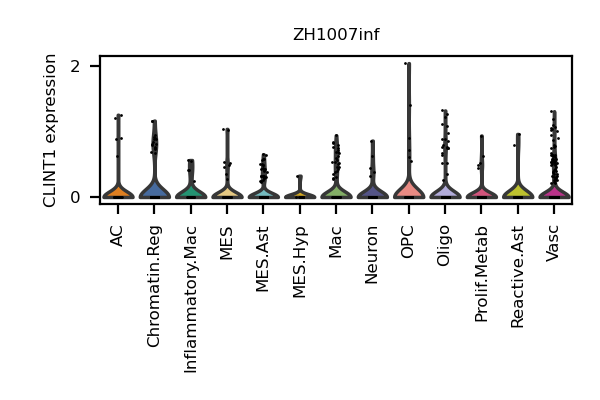 ZH1007inf
CLINT1 expression
2
0
AC
Chromatin.Reg
Inflammatory.Mac
MES
MES.Ast
MES.Hyp
Mac
Neuron
OPC
Oligo
Prolif.Metab
Reactive.Ast
Vasc